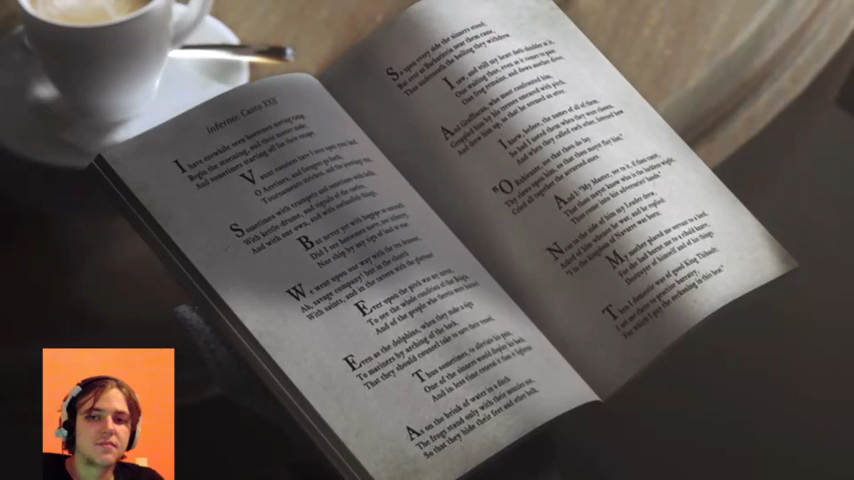 Inferno: Canto XXII
I have erewhile seen horsemen moving camp,
Begin the storming, and their muster make,
And sometimes starting off for their escape;
Vaunt-couriers have I seen upon your land,
O Aretines, and foragers go forth,
Tournaments stricken, and the joustings run,
Sometimes with trumpets and sometimes with bells,
With kettle-drums, and signals of the castles,
And with our own, and with outlandish things,
But never yet with bagpipe so uncouth
Did I see horsemen move, nor infantry,
Nor ship by any sign of land or star.
We went upon our way with the ten demons;
Ah, savage company! but in the church
With saints, and in the tavern with the gluttons!
Ever upon the pitch was my intent,
To see the whole condition of that Bolgia,
And of the people who therein were burned.
Even as the dolphins, when they make a sign
To mariners by arching of the back,
That they should counsel take to save their vessel,
Thus sometimes, to alleviate his pain,
One of the sinners would display his back,
And in less time conceal it than it lightens.
As on the brink of water in a ditch
The frogs stand only with their muzzles out,
So that they hide their feet and other bulk,
So upon every side the sinners stood;
But ever as Barbariccia near them came,
Thus underneath the boiling they withdrew.
I saw, and still my heart doth shudder at it,
One waiting thus, even as it comes to pass
One frog remains, and down another dives;
And Graffiacan, who most confronted him,
Grappled him by his tresses smeared with pitch,
And drew him up, so that he seemed an otter.
I knew, before, the names of all of them,
So had I noted them when they were chosen,
And when they called each other, listened how.
"O Rubicante, see that thou do lay
Thy claws upon him, so that thou mayst flay him,"
Cried all together the accursed ones.
And I: "My Master, see to it, if thou canst,
That thou mayst know who is the luckless wight,
Thus come into his adversaries' hands."
Near to the side of him my Leader drew,
Asked of him whence he was; and he replied:
"I in the kingdom of Navarre was born;
My mother placed me servant to a lord,
For she had borne me to a ribald knave,
Destroyer of himself and of his things.
Then I domestic was of good King Thibault;
I set me there to practise barratry,
For which I pay the reckoning in this heat."